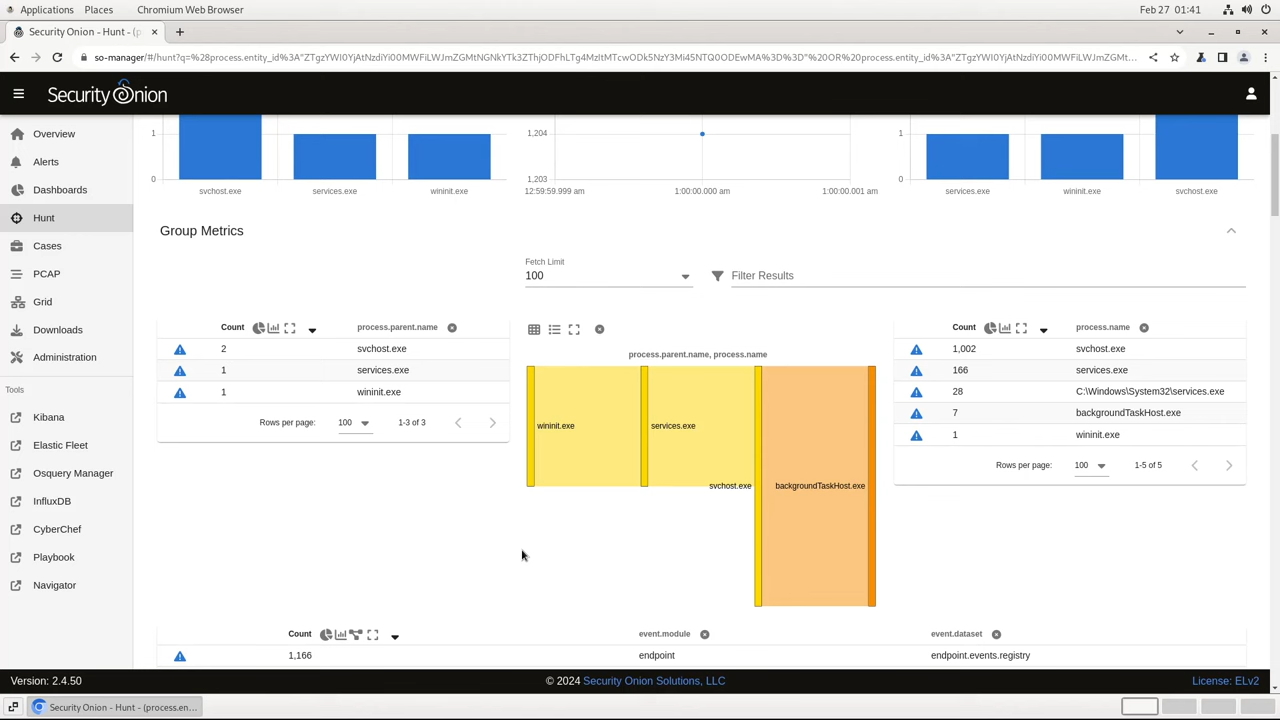 Applications Places Chromium Web Browser Feb 27 01:41
Security Onion - Hunt - (p
so-manager/#/hunt?q=%28process.entity_id%3A"ZTgzYWI0YjAtNzdiYi00MWFiLWJmZGMtNGNkYTk3ZThjODFhLTg4MzItMTcwODk5NzY3Mi45NTQ0ODEwMA%3D%3D"%20OR%20process.entity_id%3A"ZTgzYWI0YjAtNzdiYi00MWFiLWJmZGMt...
Security Onion
Overview
Alerts
Dashboards
Hunt
Cases
PCAP
Grid
Downloads
Administration
Tools
Kibana
Elastic Fleet
Osquery Manager
InfluxDB
CyberChef
Playbook
Navigator
1
0
svchost.exe services.exe wininit.exe
1,204
1,203
12:59:59.999 am 1:00:00.000 am 1:00:00.001 am
1
0
services.exe wininit.exe svchost.exe
Group Metrics
Fetch Limit
100
Filter Results
Count process.parent.name
2 svchost.exe
1 services.exe
1 wininit.exe
Rows per page: 100 1-3 of 3
process.parent.name, process.name
wininit.exe
services.exe
svchost.exe
backgroundTaskHost.exe
Count process.name
1,002 svchost.exe
166 services.exe
28 C:\Windows\System32\services.exe
7 backgroundTaskHost.exe
1 wininit.exe
Rows per page: 100 1-5 of 5
Count event.module event.dataset
1,166 endpoint endpoint.events.registry
Version: 2.4.50 © 2024 Security Onion Solutions, LLC License: ELv2
Security Onion - Hunt - (process.en...